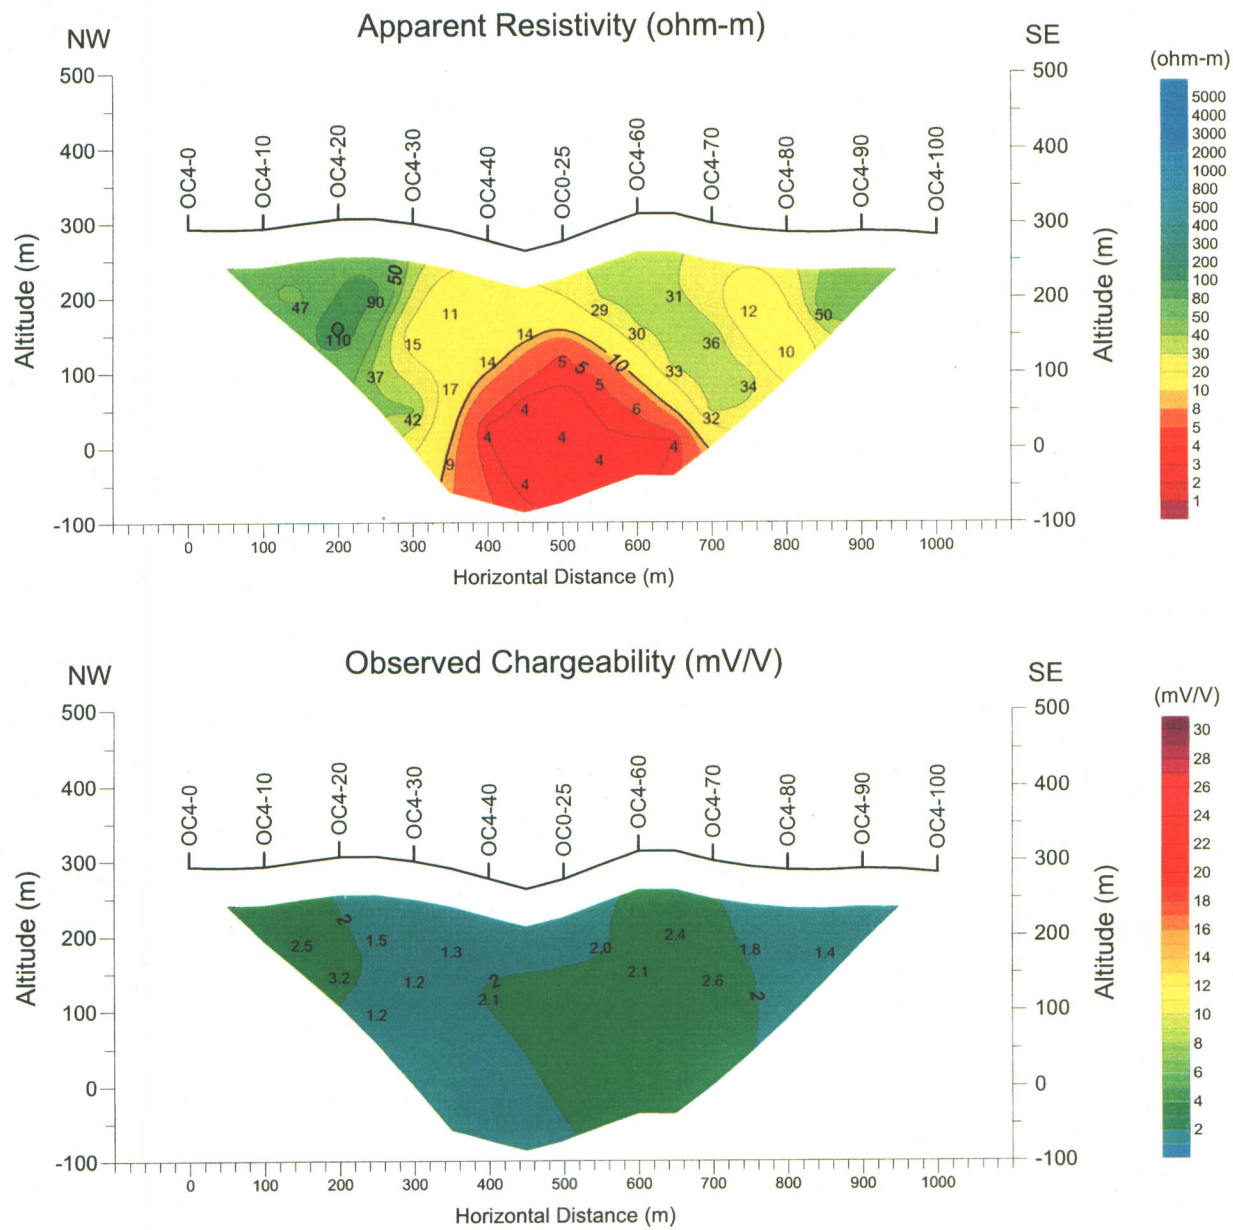 Apparent Resistivity (ohm-m)
NW SE
(ohm-m)
500 500
400 400
300 300
200 200
100 100
0 0
-100 -100
Altitude (m) Altitude (m)
OC4-0 OC4-10 OC4-20 OC4-30 OC4-40 OC0-25 OC4-60 OC4-70 OC4-80 OC4-90 OC4-100
50
47 90 11 29 31 12 50
110 15 14 30 36 10
37 14 5 5 10 33
17 5 34
42 4 6 32
4 4 4
9 4
4
0 100 200 300 400 500 600 700 800 900 1000
Horizontal Distance (m)
5000
4000
3000
2000
1000
800
500
400
300
200
100
80
50
40
30
20
10
8
5
4
3
2
1
Observed Chargeability (mV/V)
NW SE
(mV/V)
500 500
400 400
300 300
200 200
100 100
0 0
-100 -100
Altitude (m) Altitude (m)
OC4-0 OC4-10 OC4-20 OC4-30 OC4-40 OC0-25 OC4-60 OC4-70 OC4-80 OC4-90 OC4-100
2
2.5 1.5 1.3 2.0 2.4 1.8 1.4
3.2 1.2 2 2.1 2.6
2.1 2
1.2
0 100 200 300 400 500 600 700 800 900 1000
Horizontal Distance (m)
30
28
26
24
22
20
18
16
14
12
10
8
6
4
2